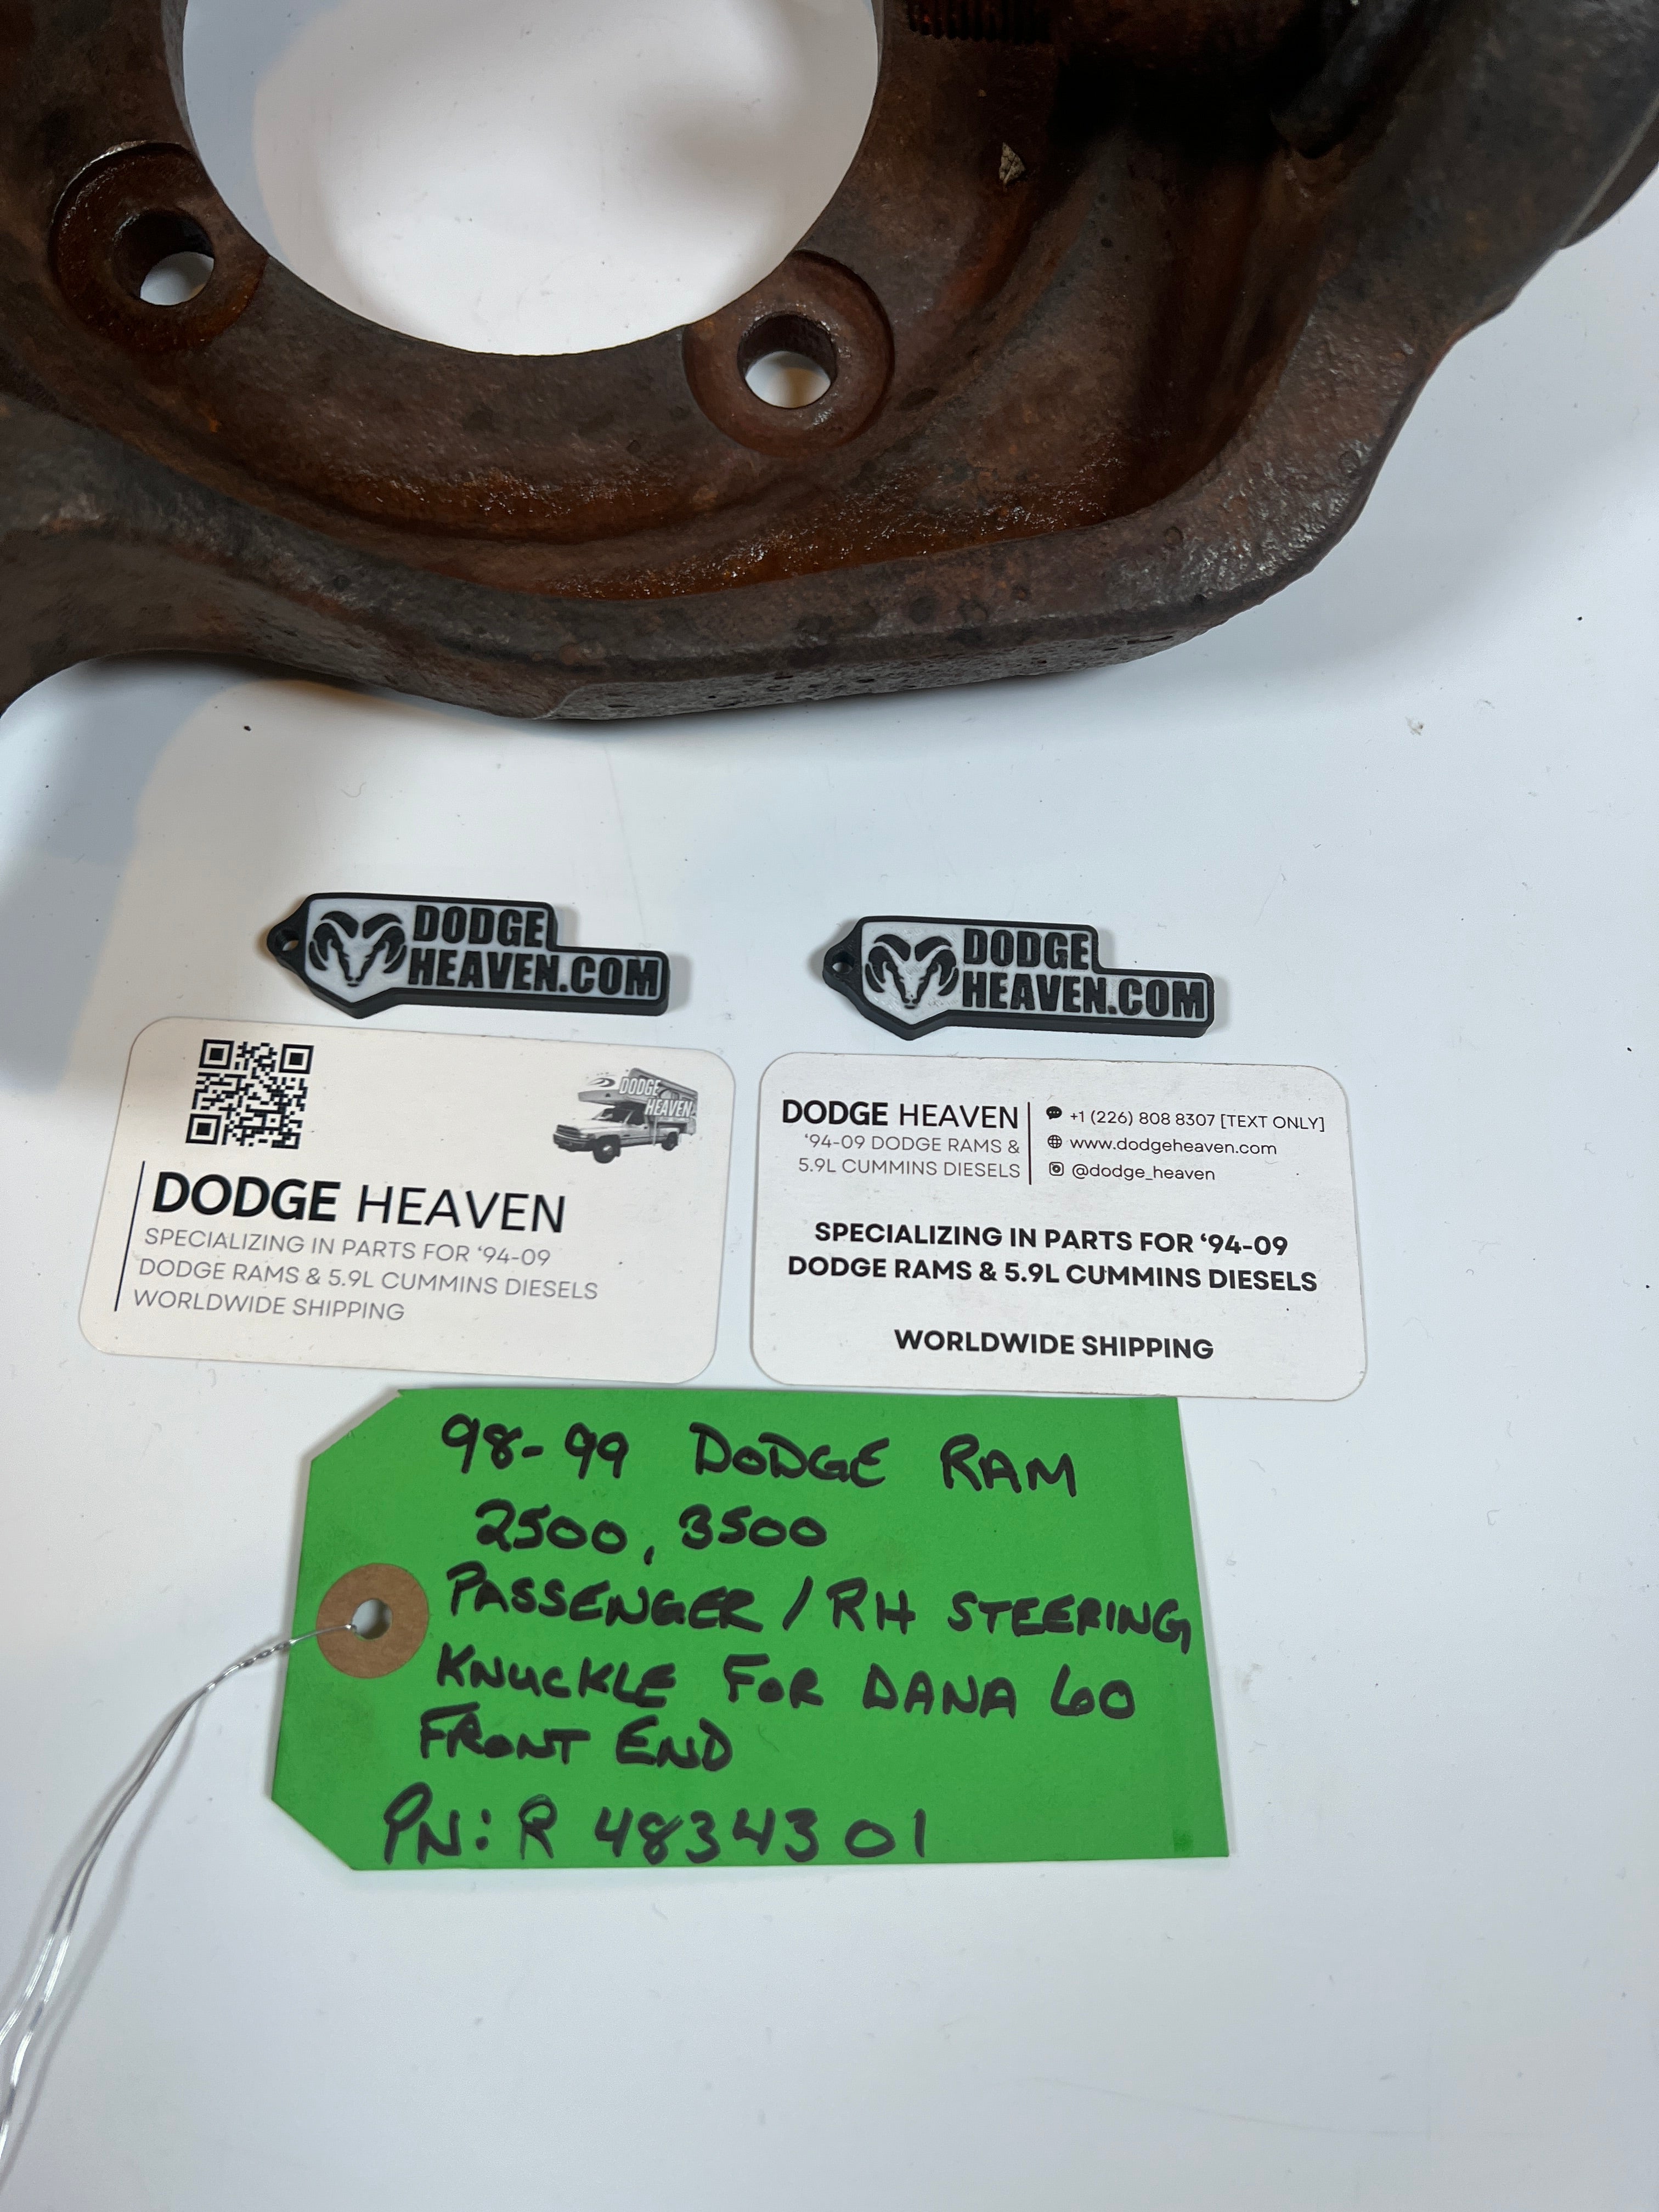 DODGE
HEAVEN.COM
DODGE
HEAVEN.COM
DODGE
HEAVEN
DODGE HEAVEN
SPECIALIZING IN PARTS FOR ‘94-09
DODGE RAMS & 5.9L CUMMINS DIESELS
WORLDWIDE SHIPPING
DODGE HEAVEN
‘94-09 DODGE RAMS &
5.9L CUMMINS DIESELS
+1 (226) 808 8307 [TEXT ONLY]
www.dodgeheaven.com
@dodge_heaven
SPECIALIZING IN PARTS FOR ‘94-09
DODGE RAMS & 5.9L CUMMINS DIESELS
WORLDWIDE SHIPPING
98-99 DODGE RAM
2500, 3500
PASSENGER / RH STEERING
KNUCKLE FOR DANA 60
FRONT END
PN: R 4834301